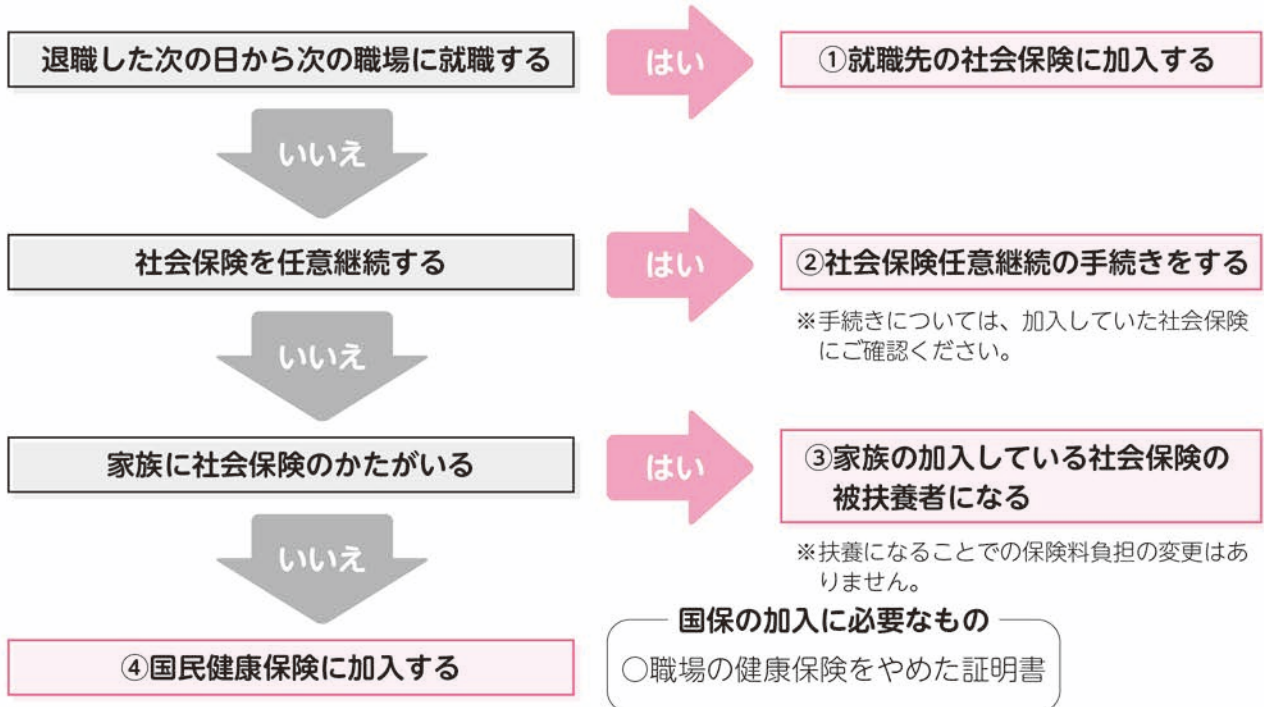 退職した次の日から次の職場に就職する
はい
①就職先の社会保険に加入する
いいえ
社会保険を任意継続する
はい
②社会保険任意継続の手続きをする
※手続きについては、加入していた社会保険
にご確認ください。
いいえ
家族に社会保険のかたがいる
はい
③家族の加入している社会保険の
被扶養者になる
※扶養になることでの保険料負担の変更はあ
りません。
いいえ
④国民健康保険に加入する
国保の加入に必要なもの
○職場の健康保険をやめた証明書